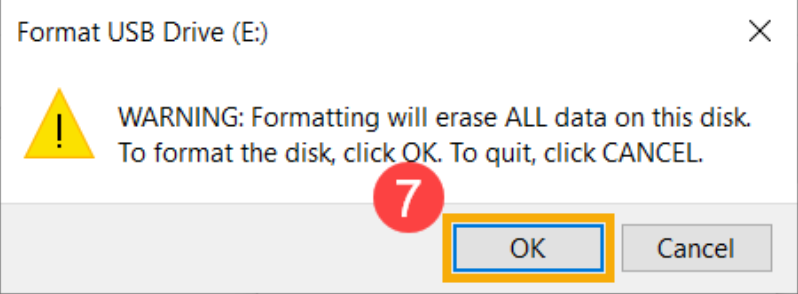 Format USB Drive (E:)
WARNING: Formatting will erase ALL data on this disk.
To format the disk, click OK. To quit, click CANCEL.
7
OK
Cancel